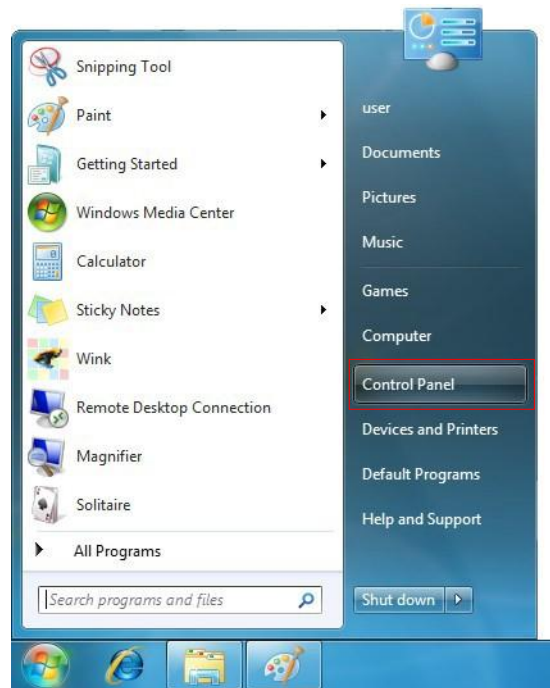 Snipping Tool
Paint
Getting Started
Windows Media Center
Calculator
Sticky Notes
Wink
Remote Desktop Connection
Magnifier
Solitaire
All Programs
Search programs and files
user
Documents
Pictures
Music
Games
Computer
Control Panel
Devices and Printers
Default Programs
Help and Support
Shut down